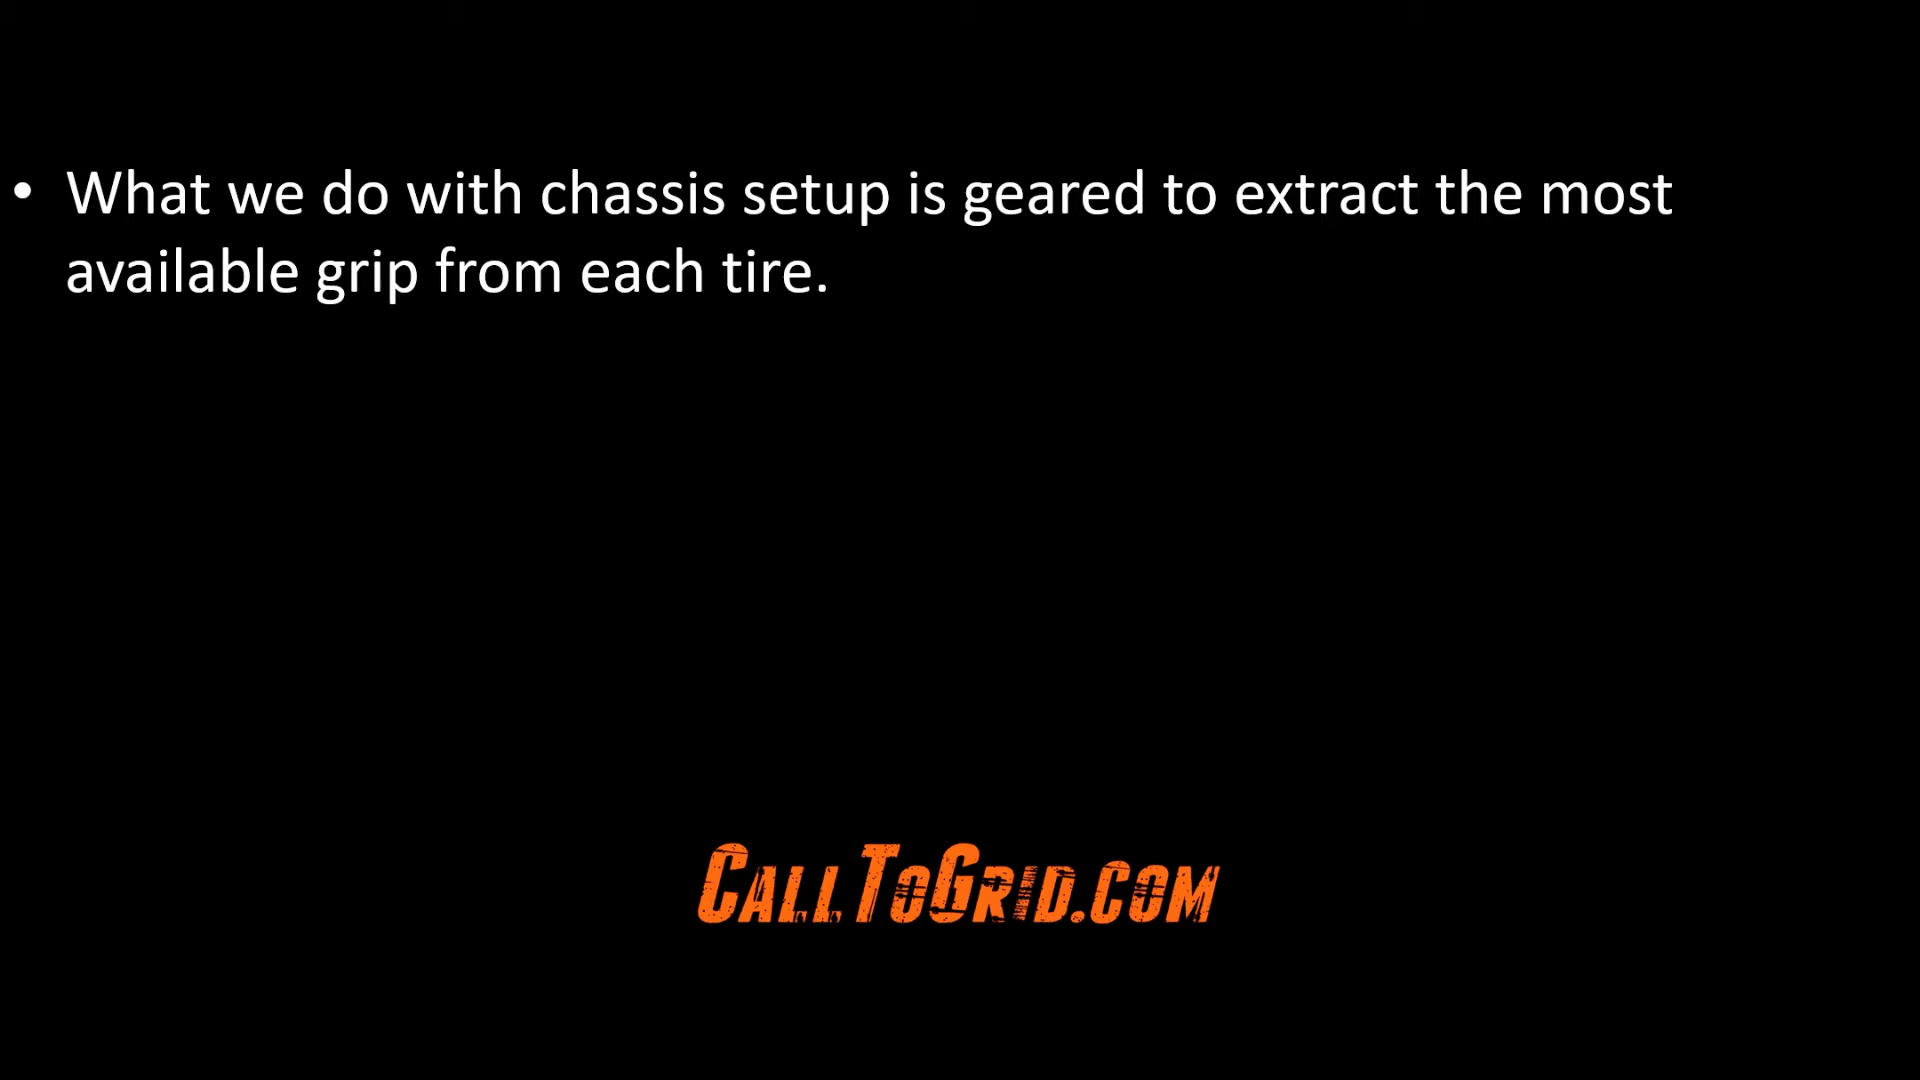 • What we do with chassis setup is geared to extract the most
available grip from each tire.
CallToGrid.com